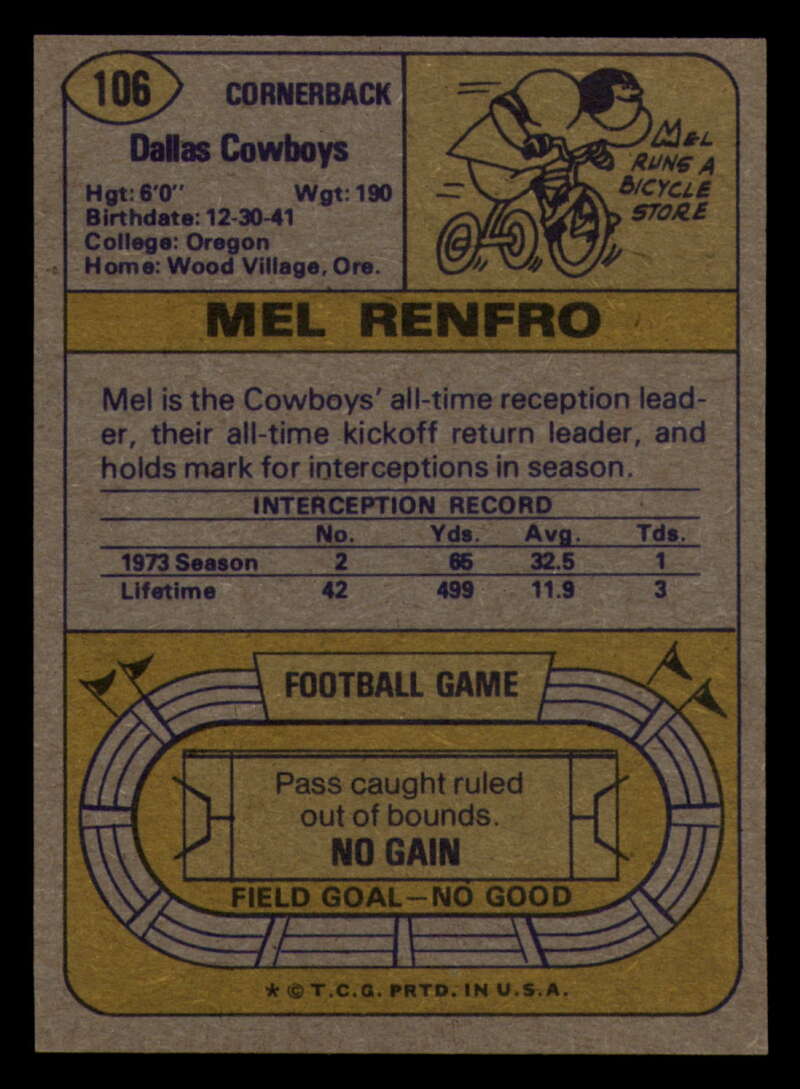 106
CORNERBACK
Dallas Cowboys
Hgt: 6'0" Wgt: 190
Birthdate: 12-30-41
College: Oregon
Home: Wood Village, Ore.
MEL
RUNS A
BICYCLE
STORE
MEL RENFRO
Mel is the Cowboys' all-time reception lead-
er, their all-time kickoff return leader, and
holds mark for interceptions in season.
INTERCEPTION RECORD
No. Yds. Avg. Tds.
1973 Season 2 65 32.5 1
Lifetime 42 499 11.9 3
FOOTBALL GAME
Pass caught ruled
out of bounds.
NO GAIN
FIELD GOAL—NO GOOD
* © T.C.G. PRTD. IN U.S.A.